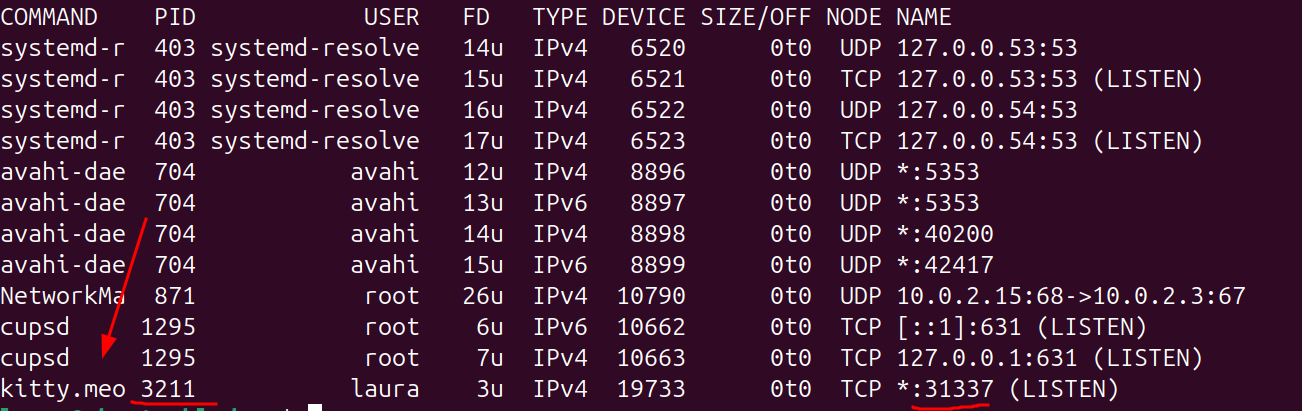 COMMAND PID USER FD TYPE DEVICE SIZE/OFF NODE NAME
systemd-r 403 systemd-resolve 14u IPv4 6520 0t0 UDP 127.0.0.53:53
systemd-r 403 systemd-resolve 15u IPv4 6521 0t0 TCP 127.0.0.53:53 (LISTEN)
systemd-r 403 systemd-resolve 16u IPv4 6522 0t0 UDP 127.0.0.54:53
systemd-r 403 systemd-resolve 17u IPv4 6523 0t0 TCP 127.0.0.54:53 (LISTEN)
avahi-dae 704 avahi 12u IPv4 8896 0t0 UDP *:5353
avahi-dae 704 avahi 13u IPv6 8897 0t0 UDP *:5353
avahi-dae 704 avahi 14u IPv4 8898 0t0 UDP *:40200
avahi-dae 704 avahi 15u IPv6 8899 0t0 UDP *:42417
NetworkMa 871 root 26u IPv4 10790 0t0 UDP 10.0.2.15:68->10.0.2.3:67
cupsd 1295 root 6u IPv6 10662 0t0 TCP [::1]:631 (LISTEN)
cupsd 1295 root 7u IPv4 10663 0t0 TCP 127.0.0.1:631 (LISTEN)
kitty.meo 3211 laura 3u IPv4 19733 0t0 TCP *:31337 (LISTEN)